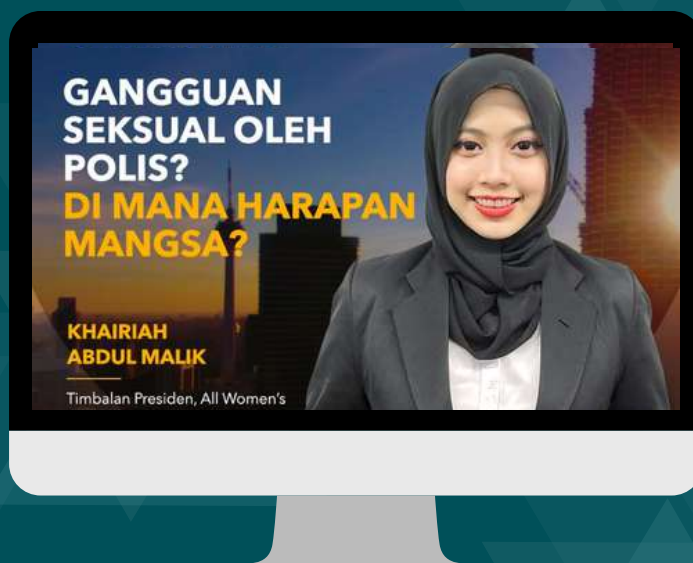 GANGGUAN
SEKSUAL OLEH
POLIS?
DI MANA HARAPAN
MANGSA?
KHAIRIAH
ABDUL MALIK
Timbalan Presiden, All Women's